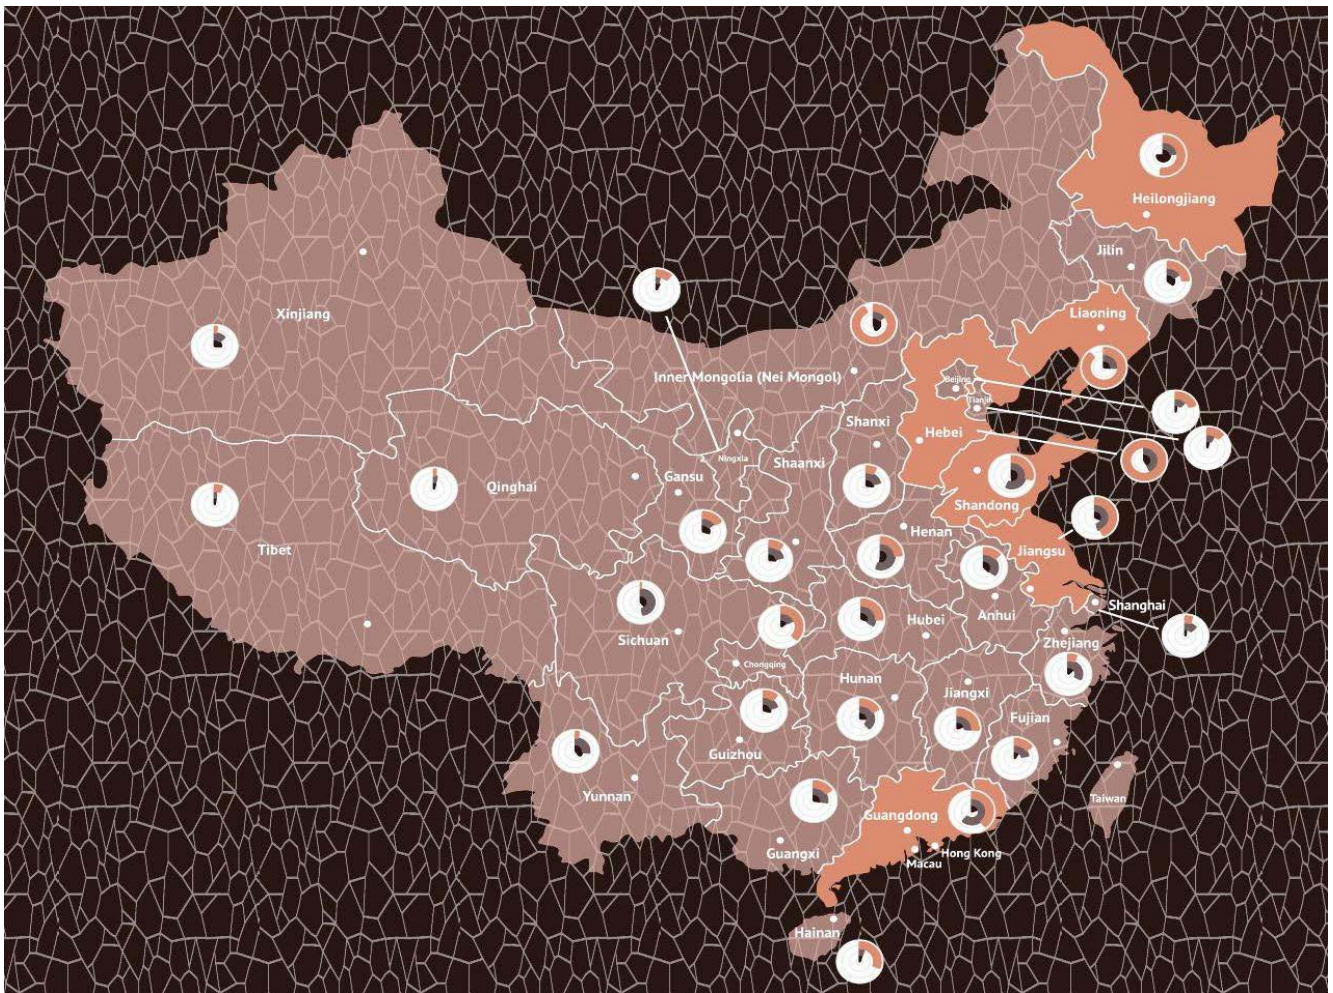 Heilongjiang
Jilin
Liaoning
Xinjiang
Inner Mongolia (Nei Mongol)
Beijing
Tianjin
Shanxi
Hebei
Ningxia
Shaanxi
Gansu
Qinghai
Shandong
Henan
Jiangsu
Tibet
Anhui
Shanghai
Hubei
Sichuan
Zhejiang
Chongqing
Hunan
Jiangxi
Fujian
Guizhou
Yunnan
Taiwan
Guangdong
Guangxi
Hong Kong
Macau
Hainan